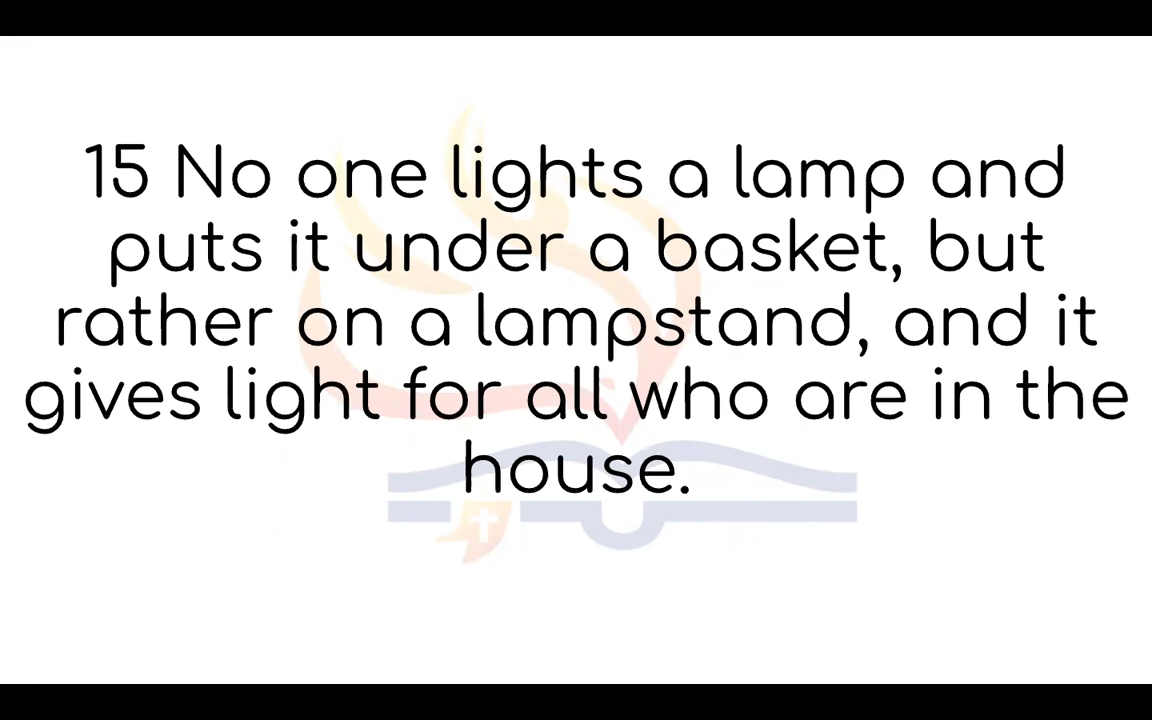 15 No one lights a lamp and
puts it under a basket, but
rather on a lampstand, and it
gives light for all who are in the
house.